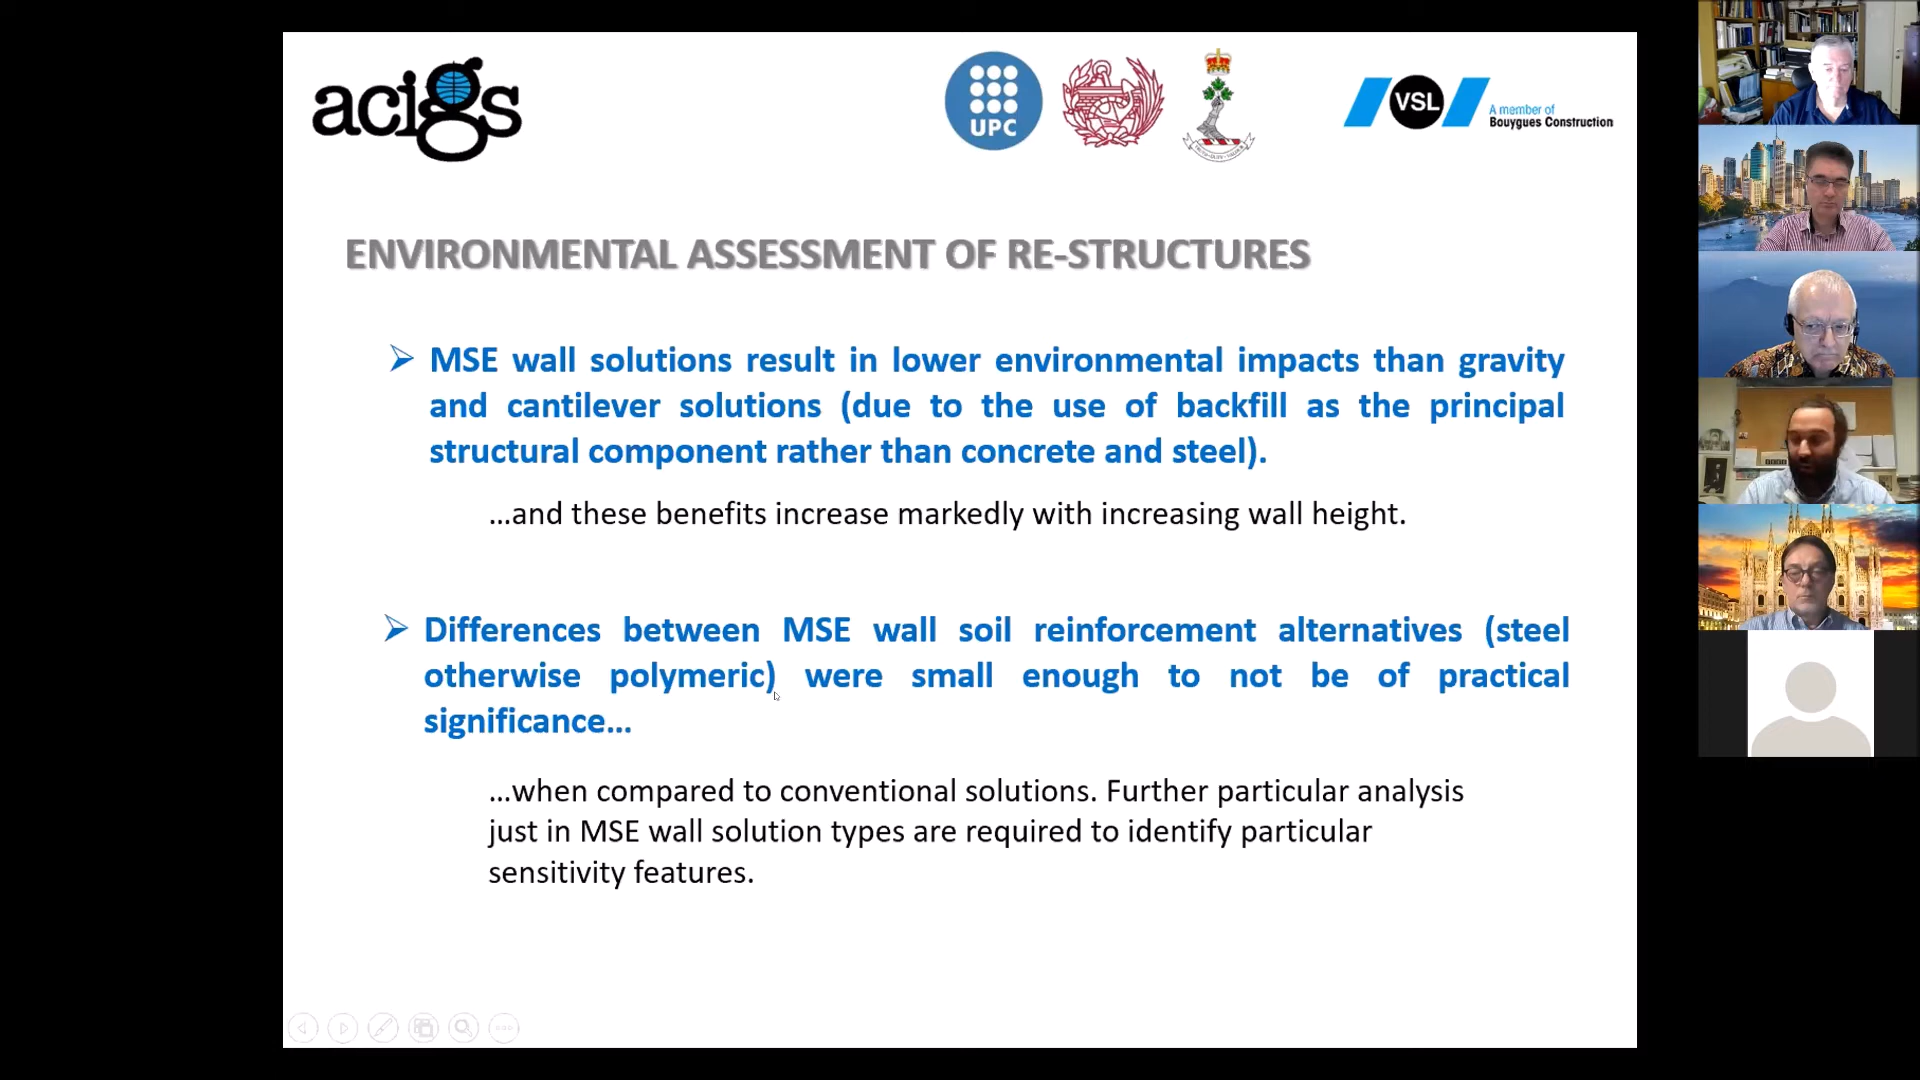 acigs
UPC
VSL
A member of
Bouygues Construction
ENVIRONMENTAL ASSESSMENT OF RE-STRUCTURES
MSE wall solutions result in lower environmental impacts than gravity
and cantilever solutions (due to the use of backfill as the principal
structural component rather than concrete and steel).
...and these benefits increase markedly with increasing wall height.
Differences between MSE wall soil reinforcement alternatives (steel
otherwise polymeric) were small enough to not be of practical
significance...
...when compared to conventional solutions. Further particular analysis
just in MSE wall solution types are required to identify particular
sensitivity features.